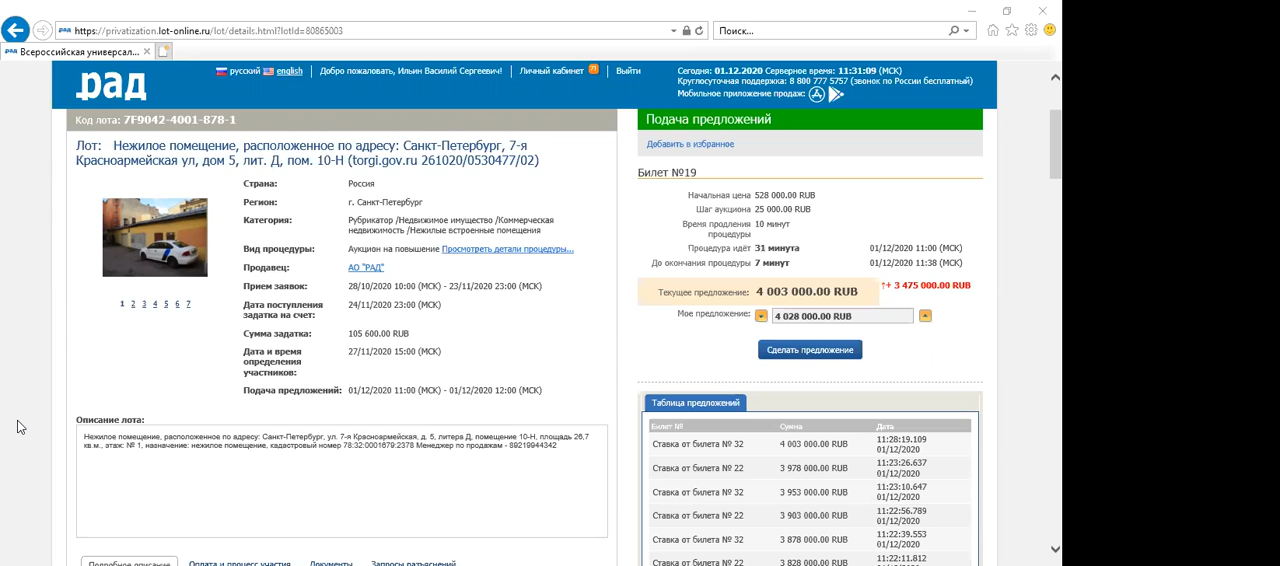 https://privatization.lot-online.ru/lot/details.html?lotId=80865003
Поиск...
рад Всероссийская универсал...
.рад
русский english Добро пожаловать, Ильин Василий Сергеевич! Личный кабинет Выйти
Сегодня: 01.12.2020 Серверное время: 11:31:09 (МСК)
Круглосуточная поддержка: 8 800 777 5757 (звонок по России бесплатный)
Мобильное приложение продаж:
Код лота: 7F9042-4001-878-1
Лот: Нежилое помещение, расположенное по адресу: Санкт-Петербург, 7-я
Красноармейская ул, дом 5, лит. Д, пом. 10-Н (torgi.gov.ru 261020/0530477/02)
1 2 3 4 5 6 7
Страна: Россия
Регион: г. Санкт-Петербург
Категория: Рубрикатор /Недвижимое имущество /Коммерческая
недвижимость /Нежилые встроенные помещения
Вид процедуры: Аукцион на повышение Просмотреть детали процедуры...
Продавец: АО "РАД"
Прием заявок: 28/10/2020 10:00 (МСК) - 23/11/2020 23:00 (МСК)
Дата поступления 24/11/2020 23:00 (МСК)
задатка на счет:
Сумма задатка: 105 600.00 RUB
Дата и время 27/11/2020 15:00 (МСК)
определения
участников:
Подача предложений: 01/12/2020 11:00 (МСК) - 01/12/2020 12:00 (МСК)
Описание лота:
Нежилое помещение, расположенное по адресу: Санкт-Петербург, ул. 7-я Красноармейская, д. 5, литера Д, помещение 10-Н, площадь 26,7
кв.м., этаж: № 1, назначение: нежилое помещение, кадастровый номер 78:32:0001679:2378 Менеджер по продажам - 89219944342
Подробное описание Оплата и процесс участия Документы Запросы разъяснений
Подача предложений
Добавить в избранное
Билет №19
Начальная цена 528 000.00 RUB
Шаг аукциона 25 000.00 RUB
Время продления 10 минут
процедуры
Процедура идёт 31 минута 01/12/2020 11:00 (МСК)
До окончания процедуры 7 минут 01/12/2020 11:38 (МСК)
Текущее предложение: 4 003 000.00 RUB ↑+ 3 475 000.00 RUB
Мое предложение: 4 028 000.00 RUB
Сделать предложение
Таблица предложений
Билет № Сумма Дата
Ставка от билета № 32 4 003 000.00 RUB 11:28:19.109
01/12/2020
Ставка от билета № 22 3 978 000.00 RUB 11:23:26.637
01/12/2020
Ставка от билета № 32 3 953 000.00 RUB 11:23:10.647
01/12/2020
Ставка от билета № 22 3 903 000.00 RUB 11:22:56.789
01/12/2020
Ставка от билета № 32 3 878 000.00 RUB 11:22:39.553
01/12/2020
Ставка от билета № 22 3 828 000.00 RUB 11:22:11.812